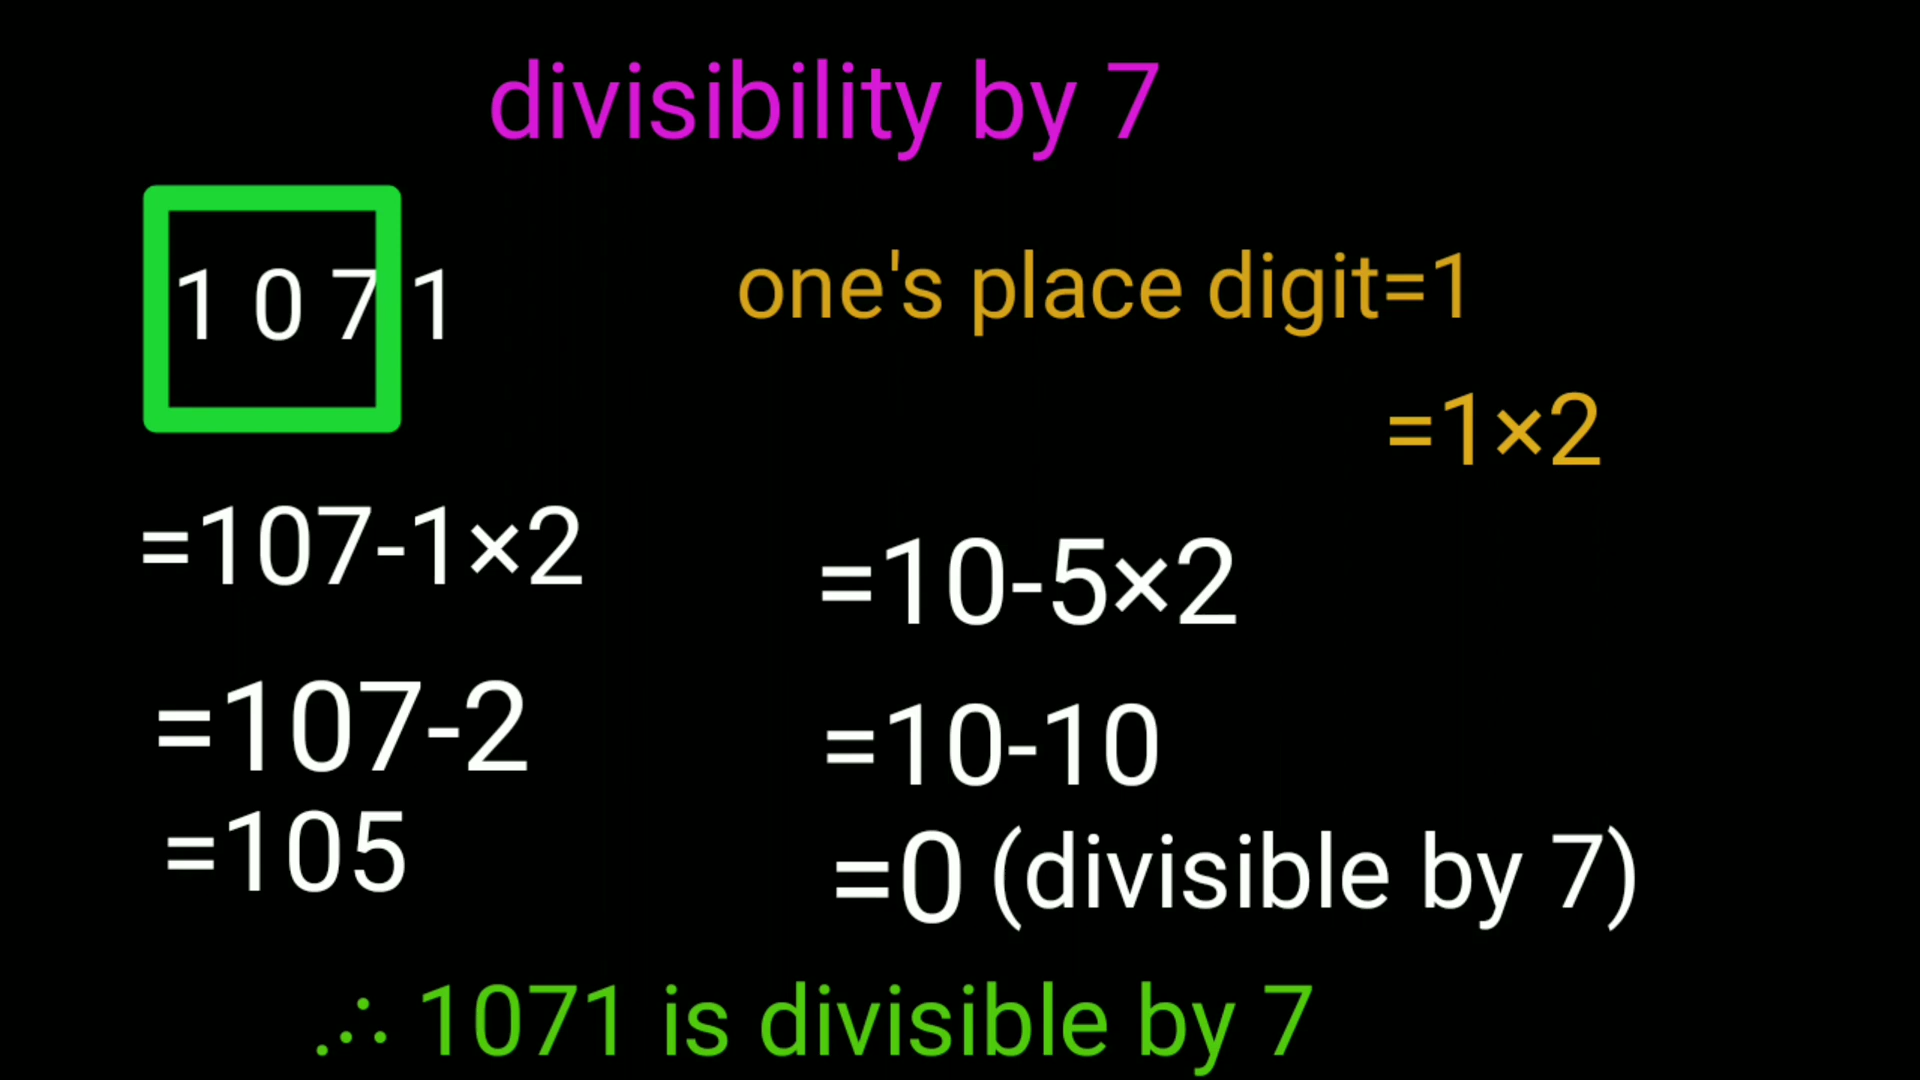 divisibility by 7
1 0 7 1
one's place digit=1
=1×2
=107-1×2
=107-2
=105
=10-5×2
=10-10
=0 (divisible by 7)
∴ 1071 is divisible by 7